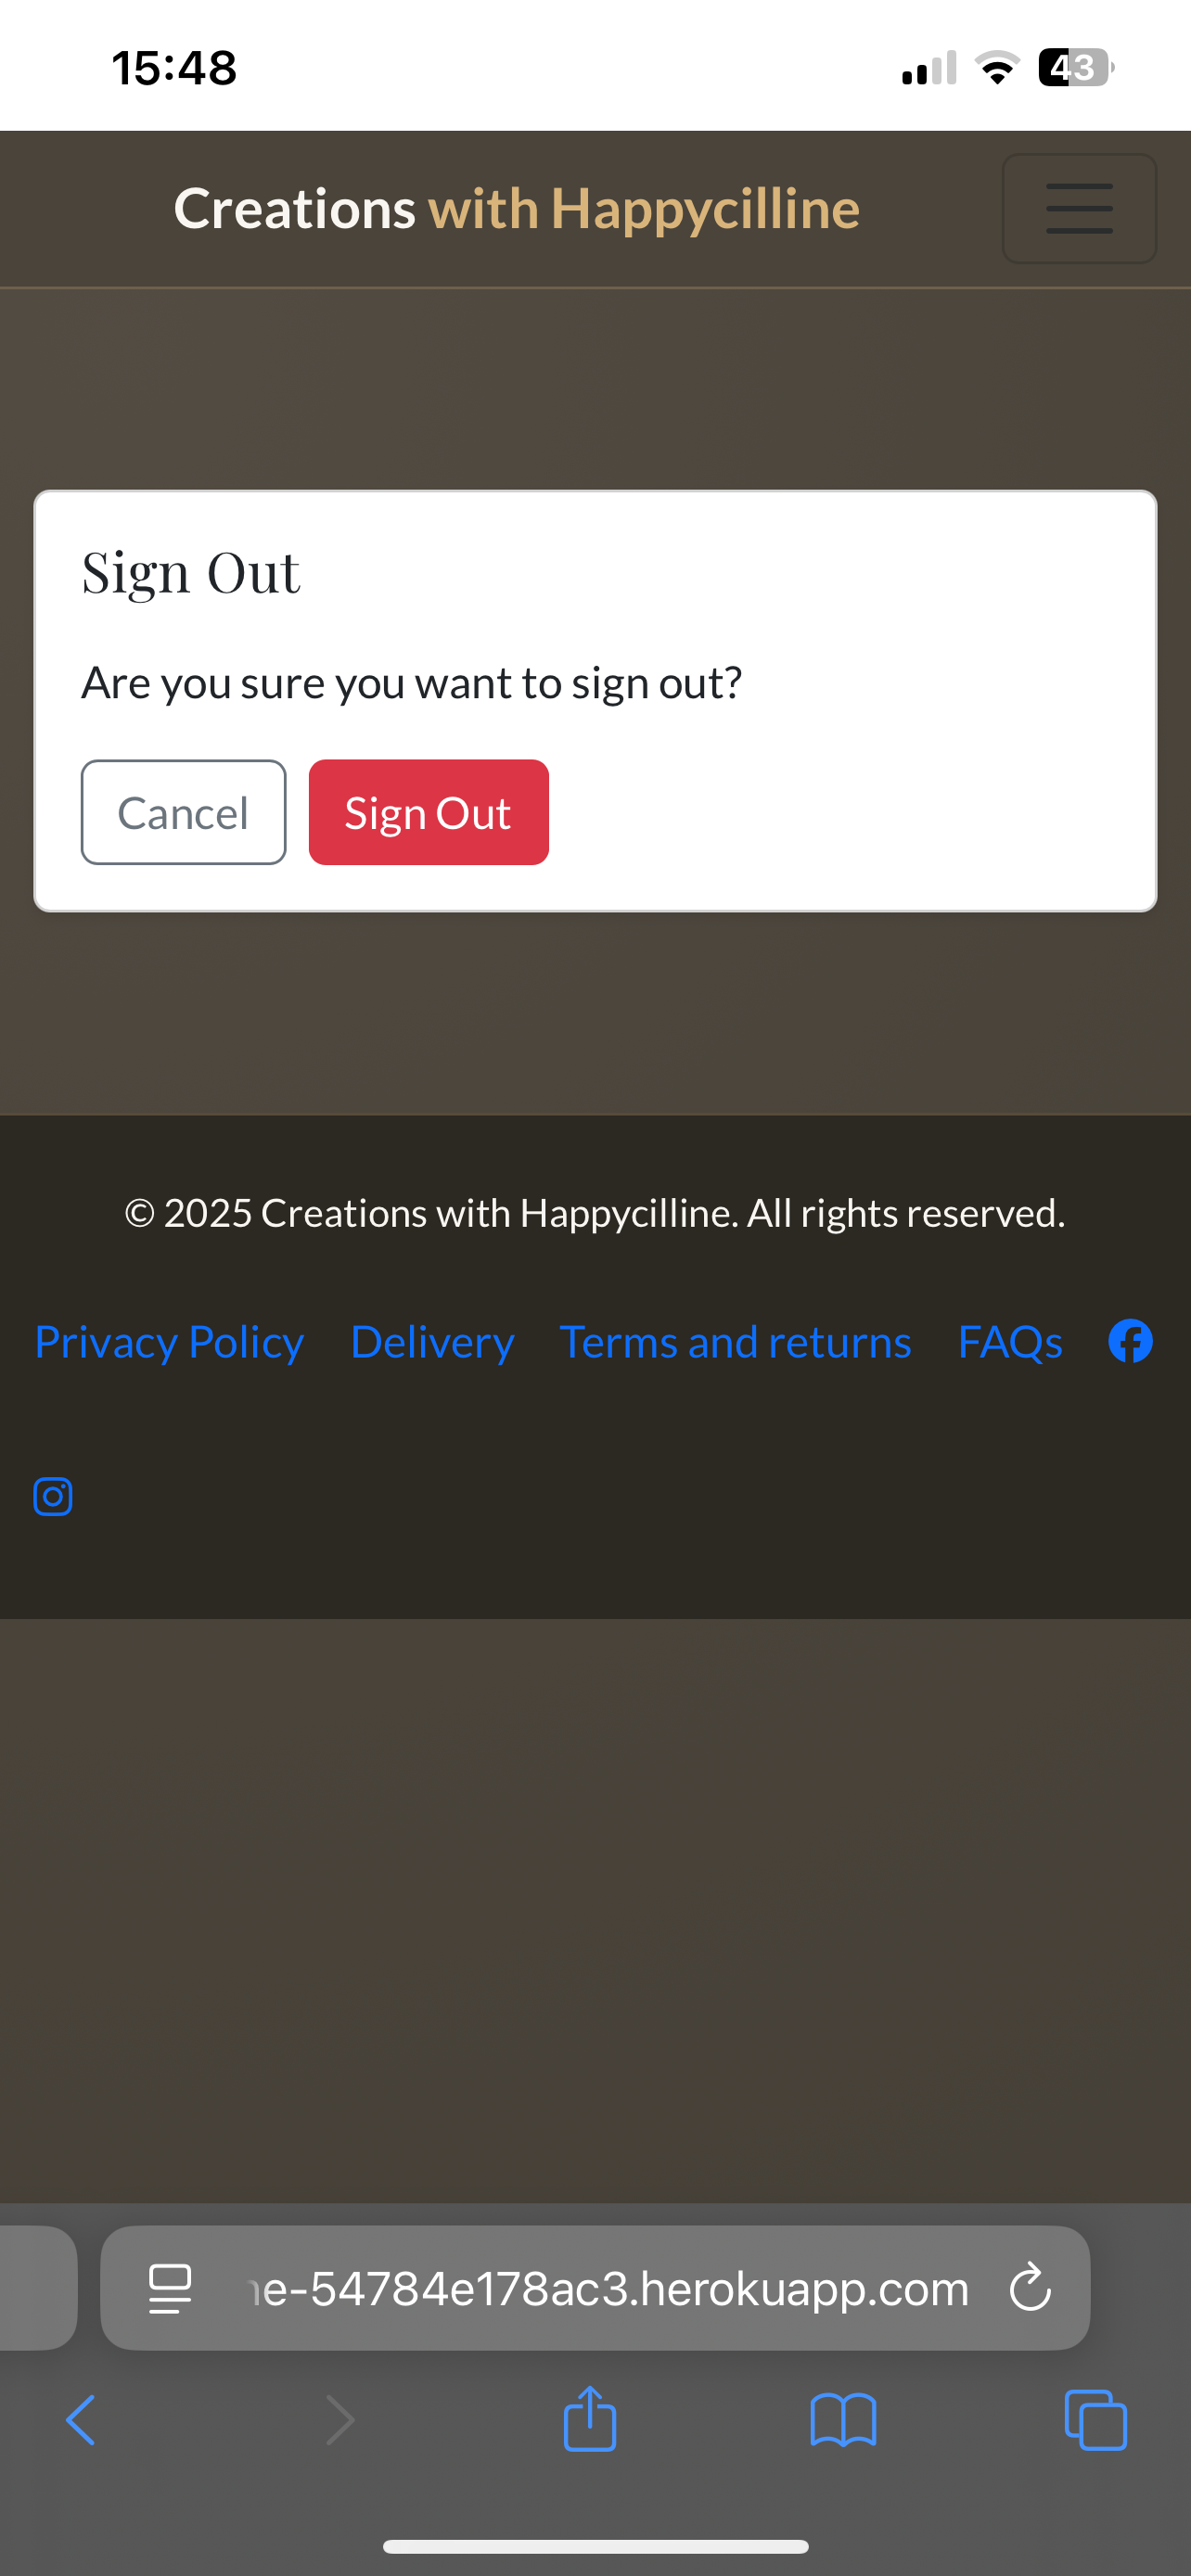 15:48
43
Creations with Happycilline
Sign Out
Are you sure you want to sign out?
Cancel Sign Out
© 2025 Creations with Happycilline. All rights reserved.
Privacy Policy Delivery Terms and returns FAQs
e-54784e178ac3.herokuapp.com